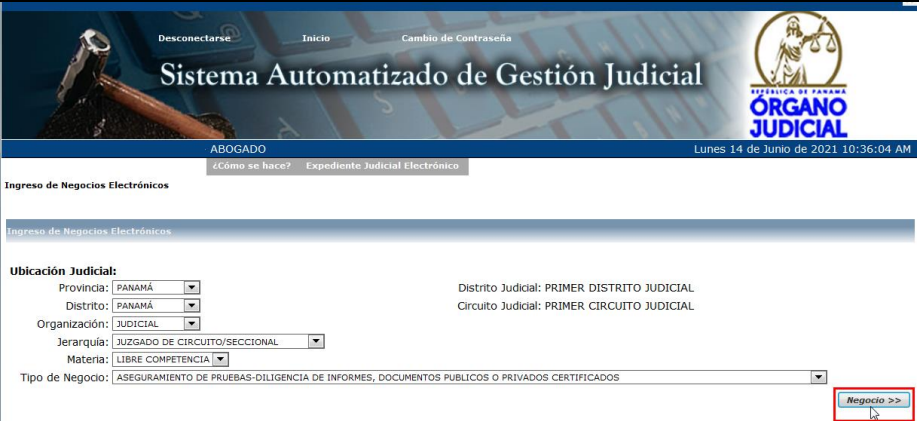 Desconectarse Inicio Cambio de Contraseña
Sistema Automatizado de Gestión Judicial
REPÚBLICA DE PANAMÁ
ÓRGANO
JUDICIAL
ABOGADO Lunes 14 de Junio de 2021 10:36:04 AM
¿Cómo se hace? Expediente Judicial Electrónico
Ingreso de Negocios Electrónicos
Ingreso de Negocios Electrónicos
Ubicación Judicial:
Provincia: PANAMÁ Distrito Judicial: PRIMER DISTRITO JUDICIAL
Distrito: PANAMÁ Circuito Judicial: PRIMER CIRCUITO JUDICIAL
Organización: JUDICIAL
Jerarquía: JUZGADO DE CIRCUITO/SECCIONAL
Materia: LIBRE COMPETENCIA
Tipo de Negocio: ASEGURAMIENTO DE PRUEBAS-DILIGENCIA DE INFORMES, DOCUMENTOS PUBLICOS O PRIVADOS CERTIFICADOS
Negocio >>